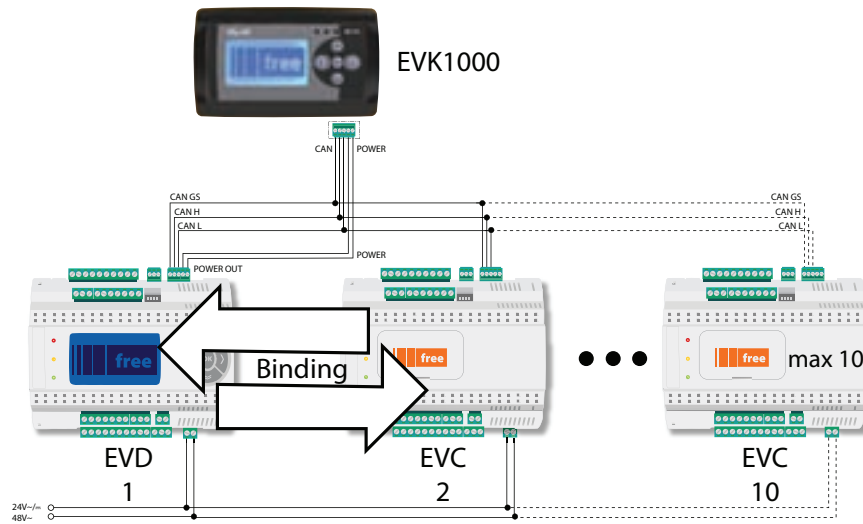 free
EVK1000
CAN
POWER
CAN GS
CAN H
CAN L
CAN GS
CAN H
CAN L
POWER
POWER OUT
free
Binding
free
free
max 10
EVD
1
EVC
2
EVC
10
24V~/⎓
48V~